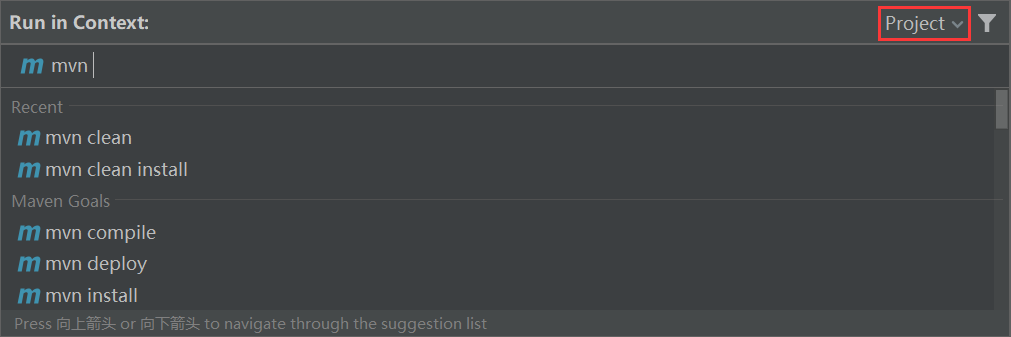 Run in Context:
Project
mvn
Recent
mvn clean
mvn clean install
Maven Goals
mvn compile
mvn deploy
mvn install
Press 向上箭头 or 向下箭头 to navigate through the suggestion list